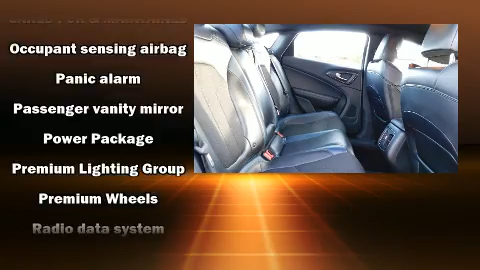 Occupant sensing airbag
Panic alarm
Passenger vanity mirror
Power Package
Premium Lighting Group
Premium Wheels
Radio data system